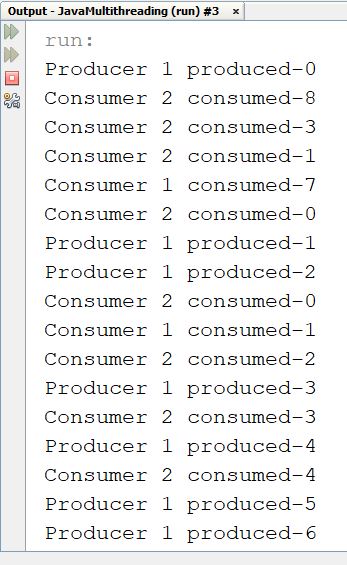 Output - JavaMultithreading (run) #3 ×
run:
Producer 1 produced-0
Consumer 2 consumed-8
Consumer 2 consumed-3
Consumer 2 consumed-1
Consumer 1 consumed-7
Consumer 2 consumed-0
Producer 1 produced-1
Producer 1 produced-2
Consumer 2 consumed-0
Consumer 1 consumed-1
Consumer 2 consumed-2
Producer 1 produced-3
Consumer 2 consumed-3
Producer 1 produced-4
Consumer 2 consumed-4
Producer 1 produced-5
Producer 1 produced-6